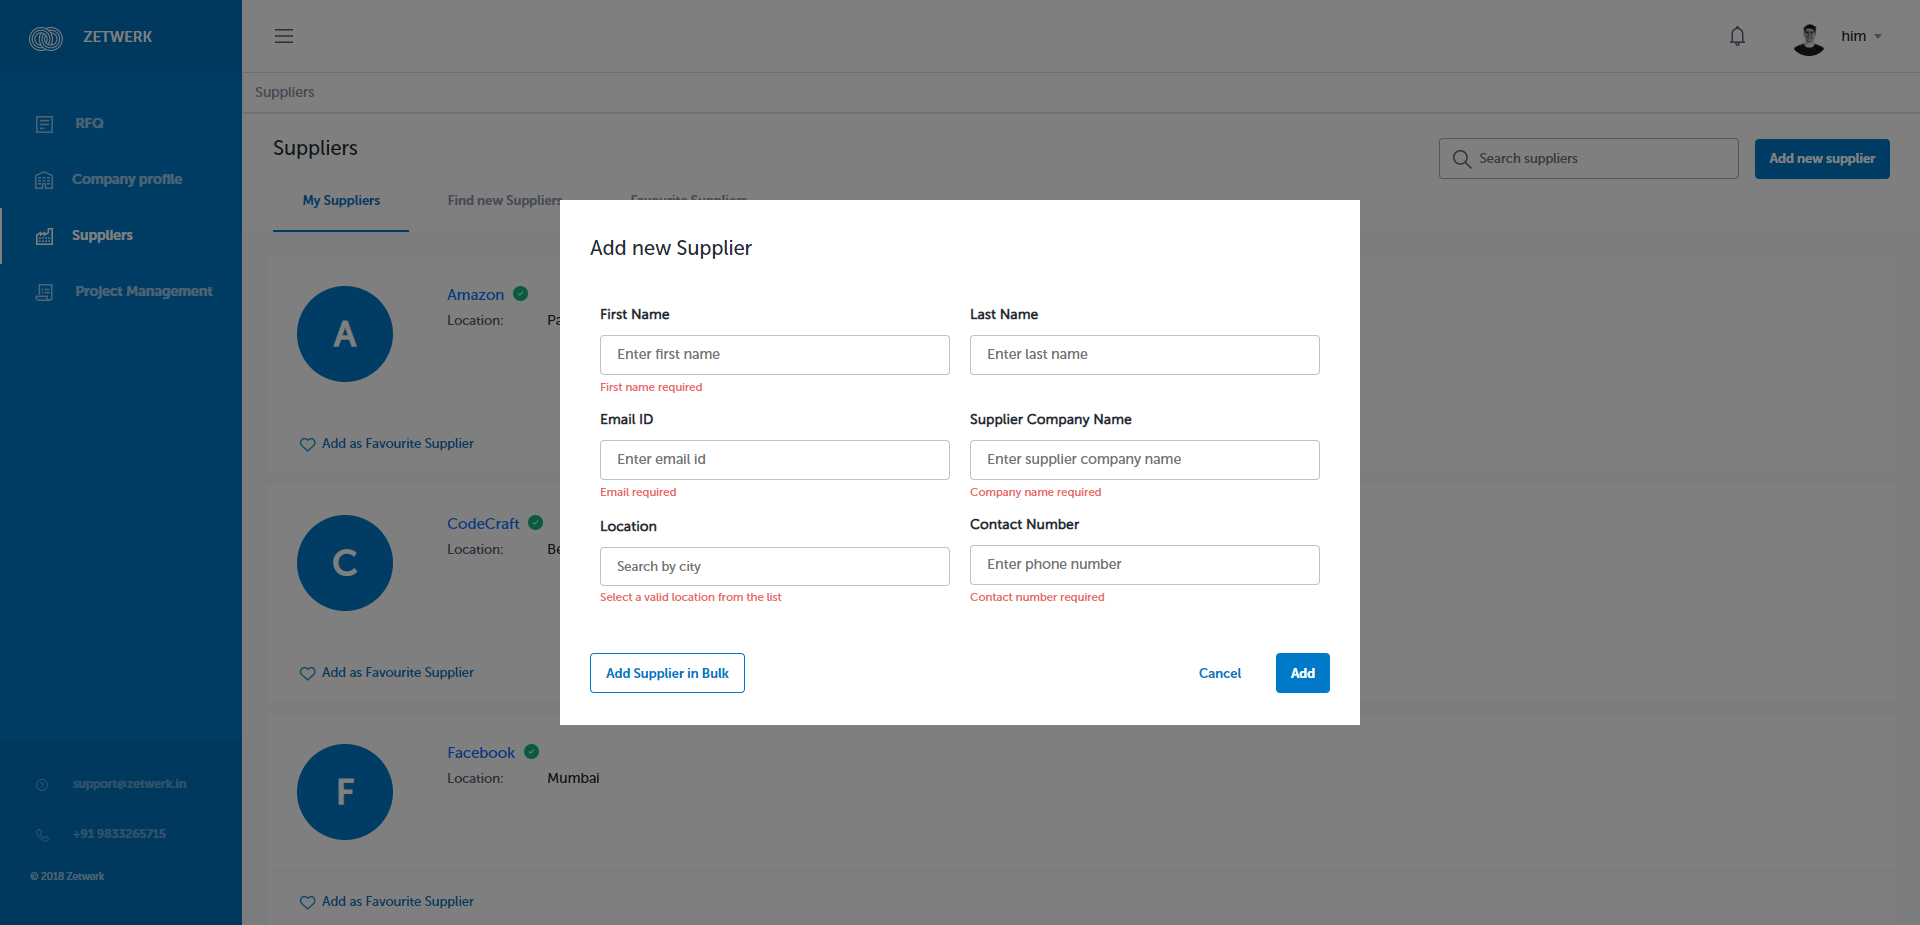 ZETWERK
him
RFQ
Company profile
Suppliers
Project Management
support@zetwerk.in
+91 9833265715
© 2018 Zetwerk
Suppliers
Suppliers
Search suppliers
Add new supplier
My Suppliers
Find new Suppliers
Favourite Suppliers
A
Amazon
Location: Pa
Add as Favourite Supplier
C
CodeCraft
Location: Be
Add as Favourite Supplier
F
Facebook
Location: Mumbai
Add as Favourite Supplier
Add new Supplier
First Name
Enter first name
First name required
Last Name
Enter last name
Email ID
Enter email id
Email required
Supplier Company Name
Enter supplier company name
Company name required
Location
Search by city
Select a valid location from the list
Contact Number
Enter phone number
Contact number required
Add Supplier in Bulk
Cancel
Add